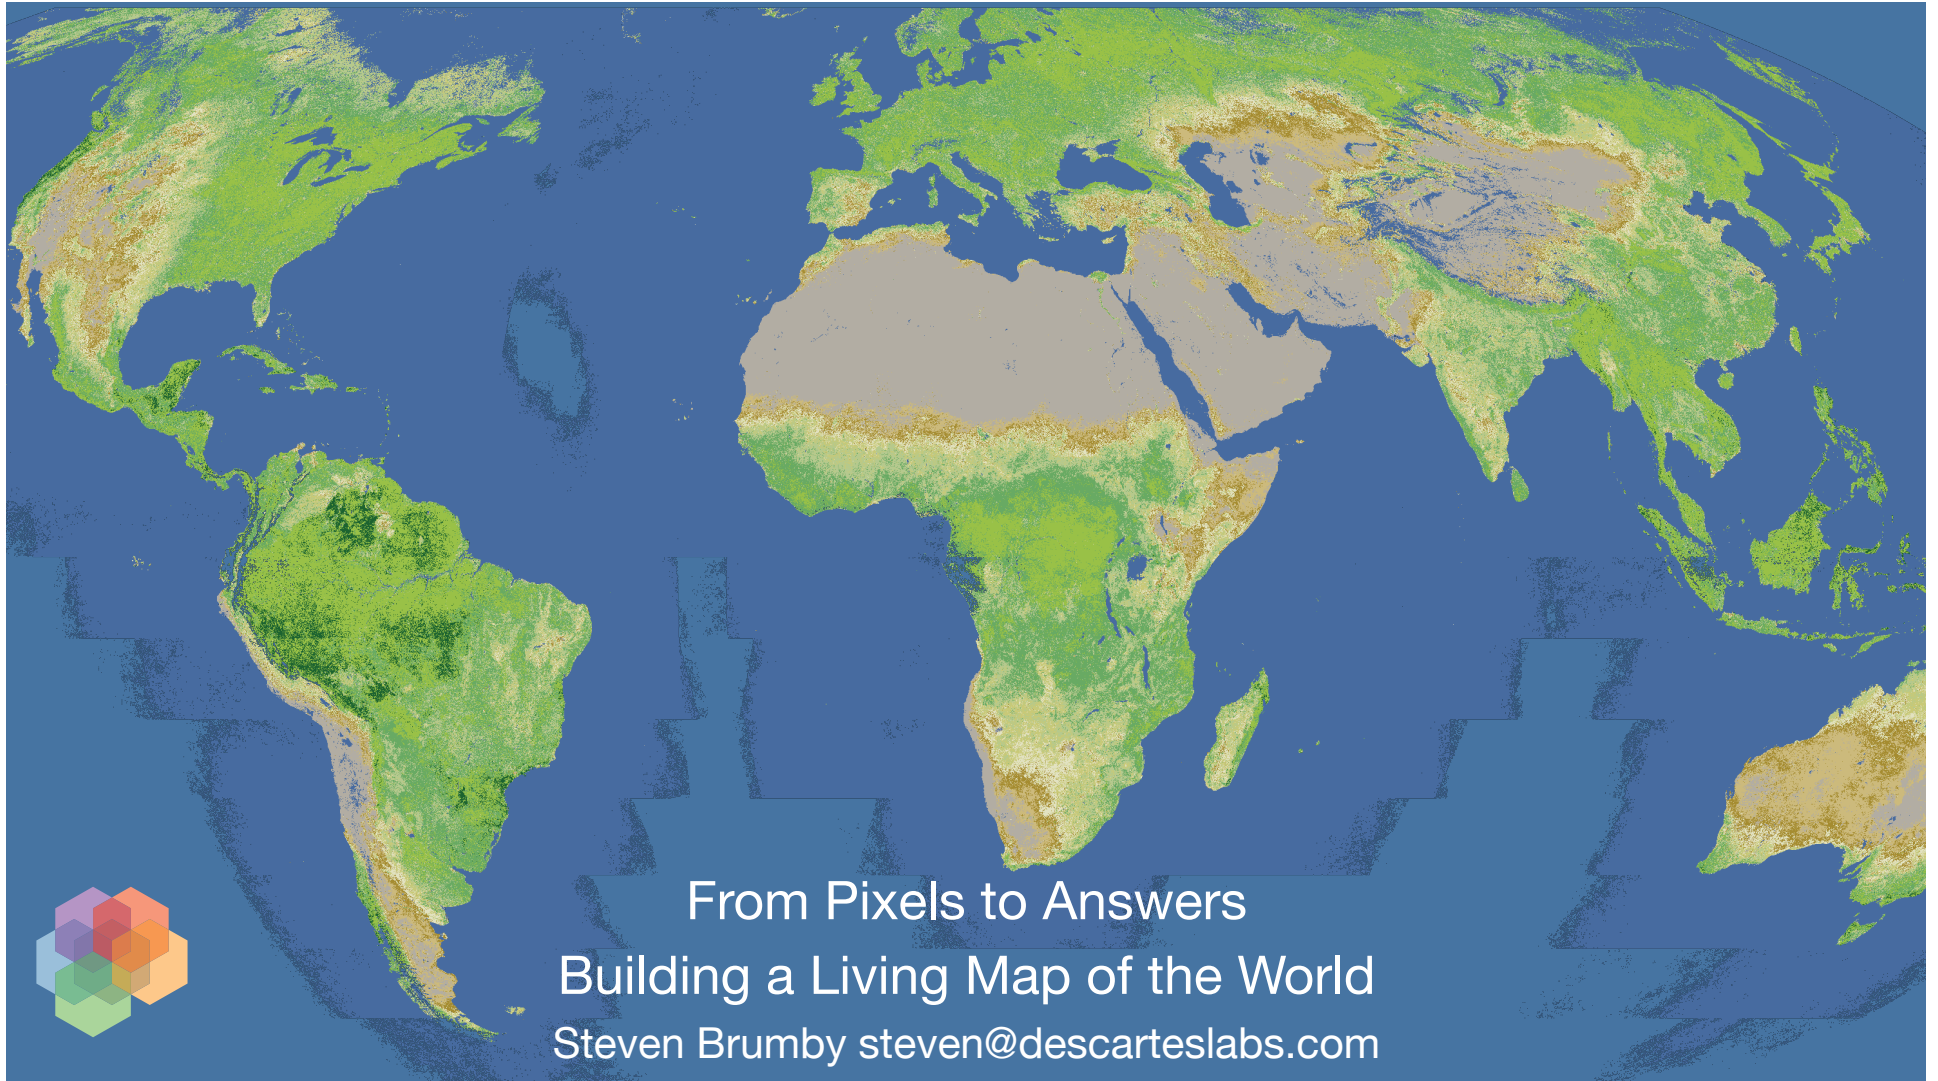 From Pixels to Answers
Building a Living Map of the World
Steven Brumby steven@descarteslabs.com